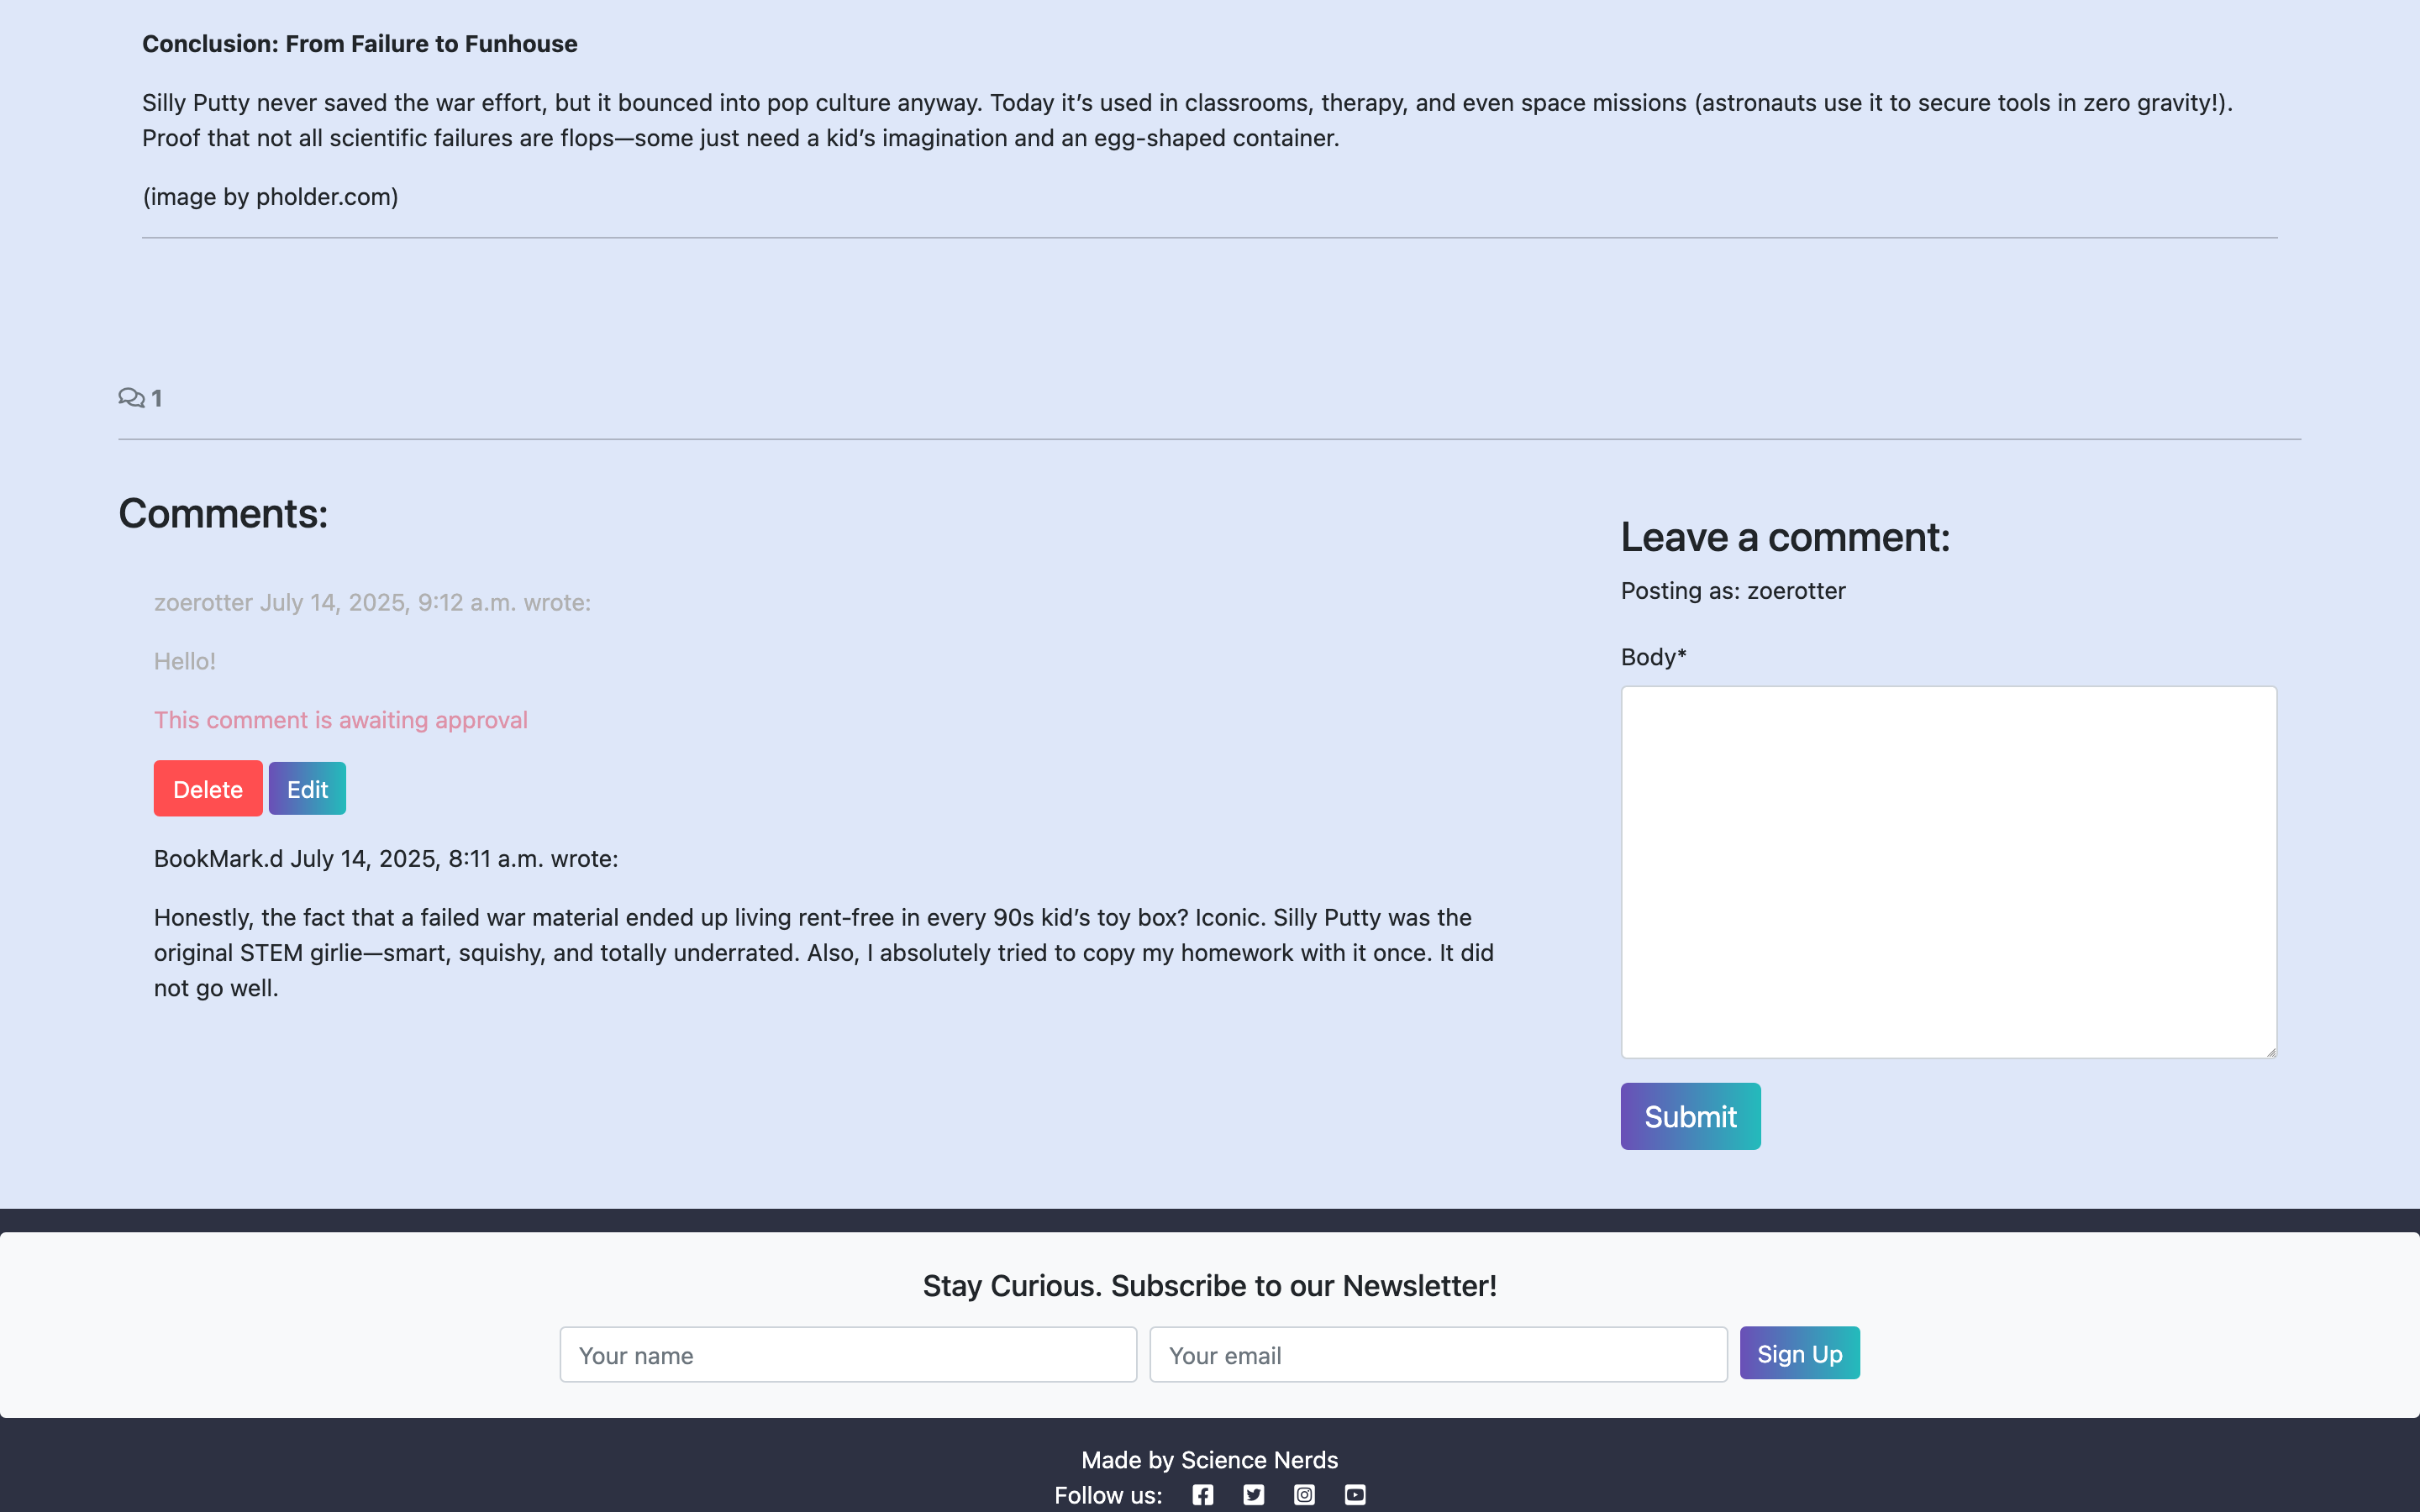 Conclusion: From Failure to Funhouse
Silly Putty never saved the war effort, but it bounced into pop culture anyway. Today it’s used in classrooms, therapy, and even space missions (astronauts use it to secure tools in zero gravity!).
Proof that not all scientific failures are flops—some just need a kid’s imagination and an egg-shaped container.
(image by pholder.com)
1
Comments:
zoerotter July 14, 2025, 9:12 a.m. wrote:
Hello!
This comment is awaiting approval
Delete Edit
BookMark.d July 14, 2025, 8:11 a.m. wrote:
Honestly, the fact that a failed war material ended up living rent-free in every 90s kid’s toy box? Iconic. Silly Putty was the
original STEM girlie—smart, squishy, and totally underrated. Also, I absolutely tried to copy my homework with it once. It did
not go well.
Leave a comment:
Posting as: zoerotter
Body*
Submit
Stay Curious. Subscribe to our Newsletter!
Your name Your email Sign Up
Made by Science Nerds
Follow us: